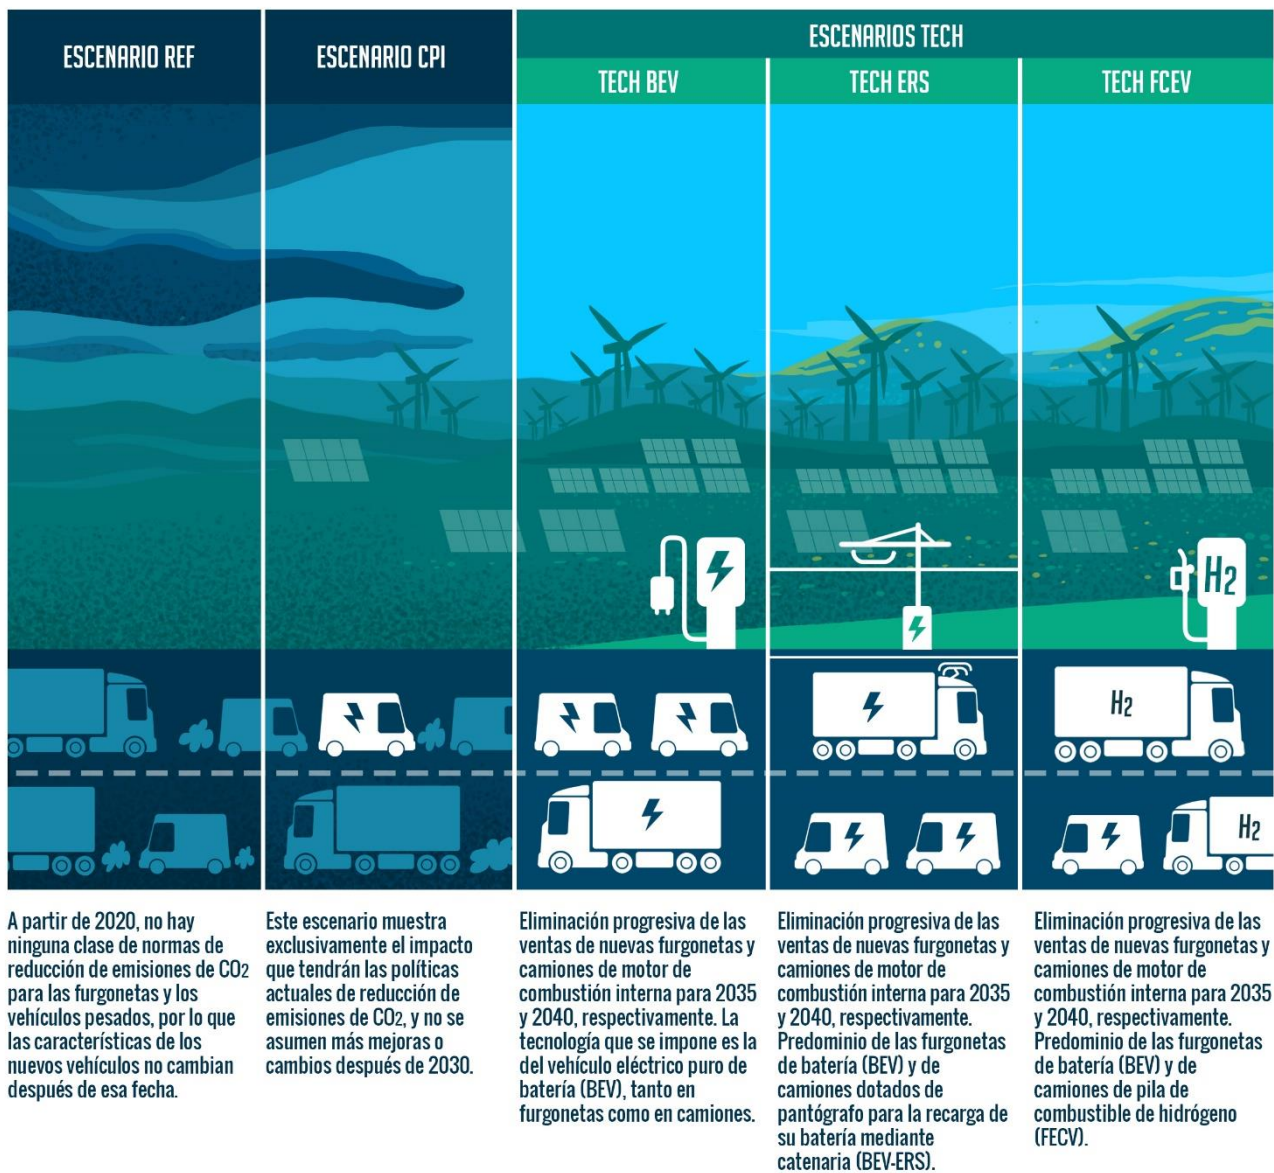 ESCENARIO REF
ESCENARIO CPI
ESCENARIOS TECH
TECH BEV
TECH ERS
TECH FCEV
H2
H2
H2
A partir de 2020, no hay
ninguna clase de normas de
reducción de emisiones de CO2
para las furgonetas y los
vehículos pesados, por lo que
las características de los
nuevos vehículos no cambian
después de esa fecha.
Este escenario muestra
exclusivamente el impacto
que tendrán las políticas
actuales de reducción de
emisiones de CO2, y no se
asumen más mejoras o
cambios después de 2030.
Eliminación progresiva de las
ventas de nuevas furgonetas y
camiones de motor de
combustión interna para 2035
y 2040, respectivamente. La
tecnología que se impone es la
del vehículo eléctrico puro de
batería (BEV), tanto en
furgonetas como en camiones.
Eliminación progresiva de las
ventas de nuevas furgonetas y
camiones de motor de
combustión interna para 2035
y 2040, respectivamente.
Predominio de las furgonetas
de batería (BEV) y de
camiones dotados de
pantógrafo para la recarga de
su batería mediante
catenaria (BEV-ERS).
Eliminación progresiva de las
ventas de nuevas furgonetas y
camiones de motor de
combustión interna para 2035
y 2040, respectivamente.
Predominio de las furgonetas
de batería (BEV) y de
camiones de pila de
combustible de hidrógeno
(FECV).